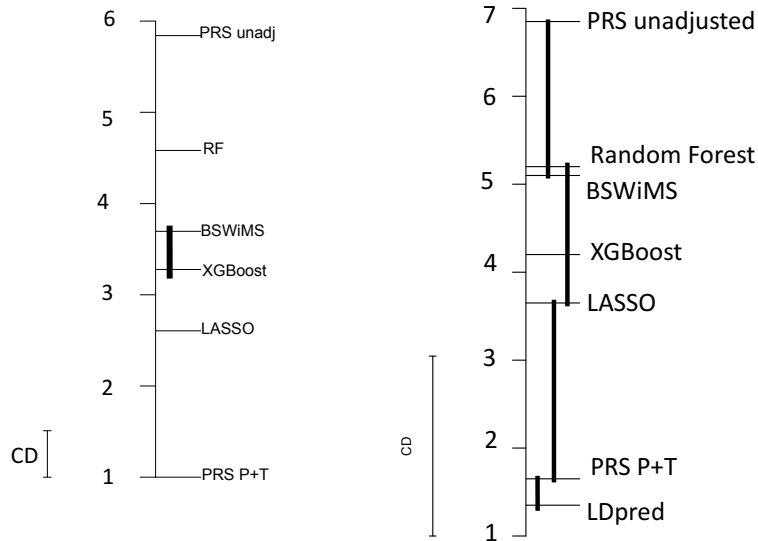 6
PRS unadj
5
RF
4
BSWiMS
XGBoost
3
LASSO
2
CD
1
PRS P+T
7
PRS unadjusted
6
Random Forest
5
BSWiMS
XGBoost
4
LASSO
3
CD
2
PRS P+T
LDpred
1